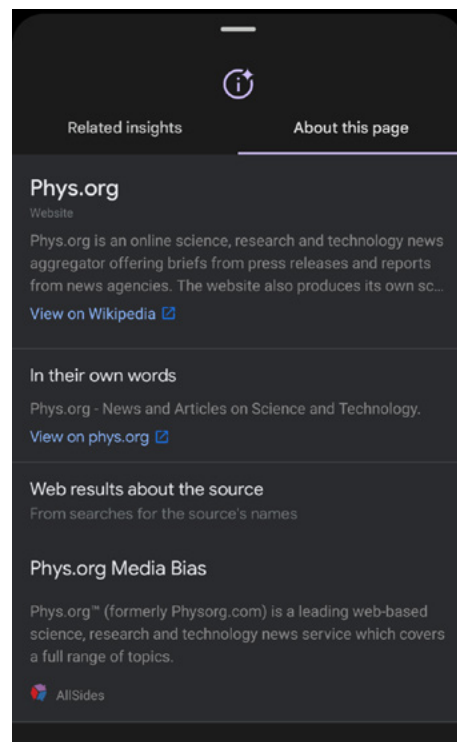 Related insights
About this page
Phys.org
Website
Phys.org is an online science, research and technology news
aggregator offering briefs from press releases and reports
from news agencies. The website also produces its own sc...
View on Wikipedia
In their own words
Phys.org - News and Articles on Science and Technology.
View on phys.org
Web results about the source
From searches for the source's names
Phys.org Media Bias
Phys.org™ (formerly Physorg.com) is a leading web-based
science, research and technology news service which covers
a full range of topics.
AllSides